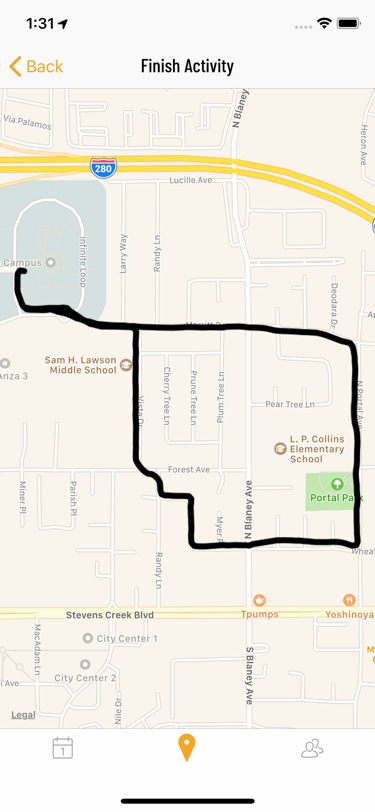 1:31
Back
Finish Activity
Via Palamos
N Blaney
Heron Ave
280
Lucille Ave
Campus
Infinite Loop
Larry Way
Randy Ln
Deodara Dr
Sam H. Lawson
Middle School
Anza 3
Vista Dr
Cherry Tree Ln
Prune Tree Ln
Plum Tree Ln
Pear Tree Ln
N Portal Ave
L. P. Collins
Elementary
School
Portal Park
Forest Ave
Miner Pl
Parish Pl
Randy Ln
Myer P
N Blaney Ave
Wheat
Stevens Creek Blvd
Tpumps
Yoshinoya
MacAdam Ln
City Center 1
City Center 2
S Blaney Ave
i Ave
Legal
1